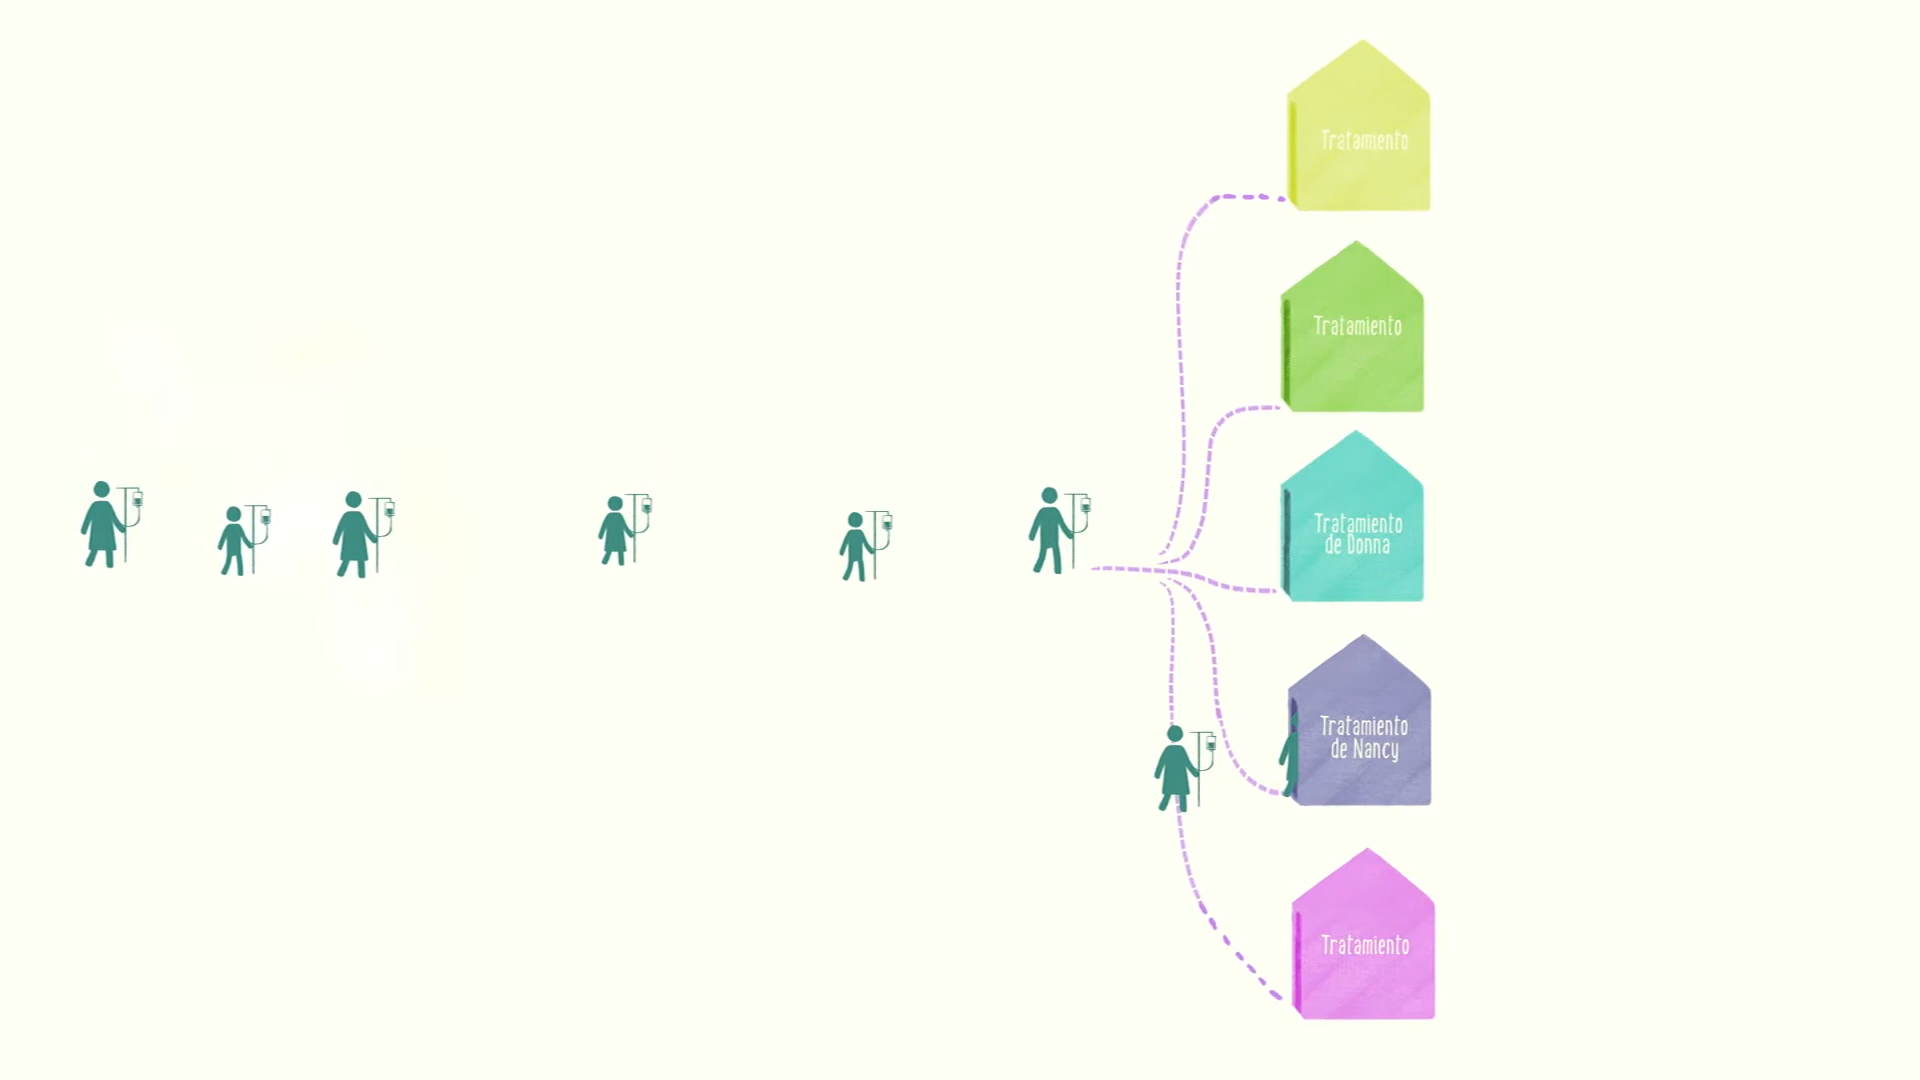 Tratamiento
Tratamiento
Tratamiento
de Donna
Tratamiento
de Nancy
Tratamiento